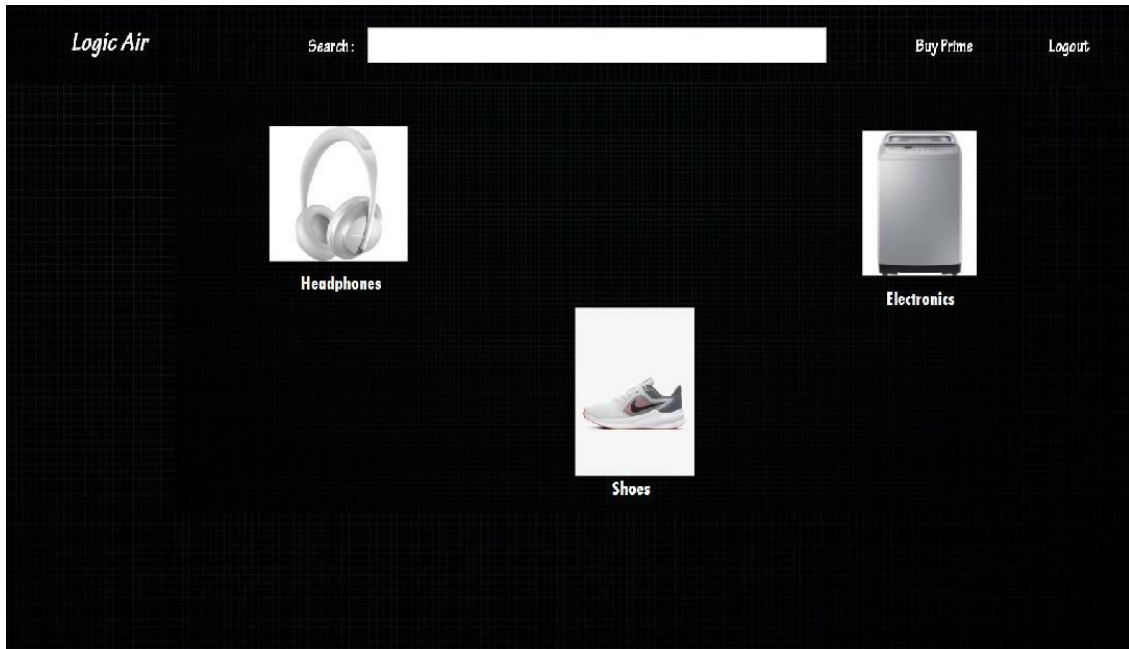 Logic Air
Search :
Buy Prime
Logout
Headphones
Electronics
Shoes